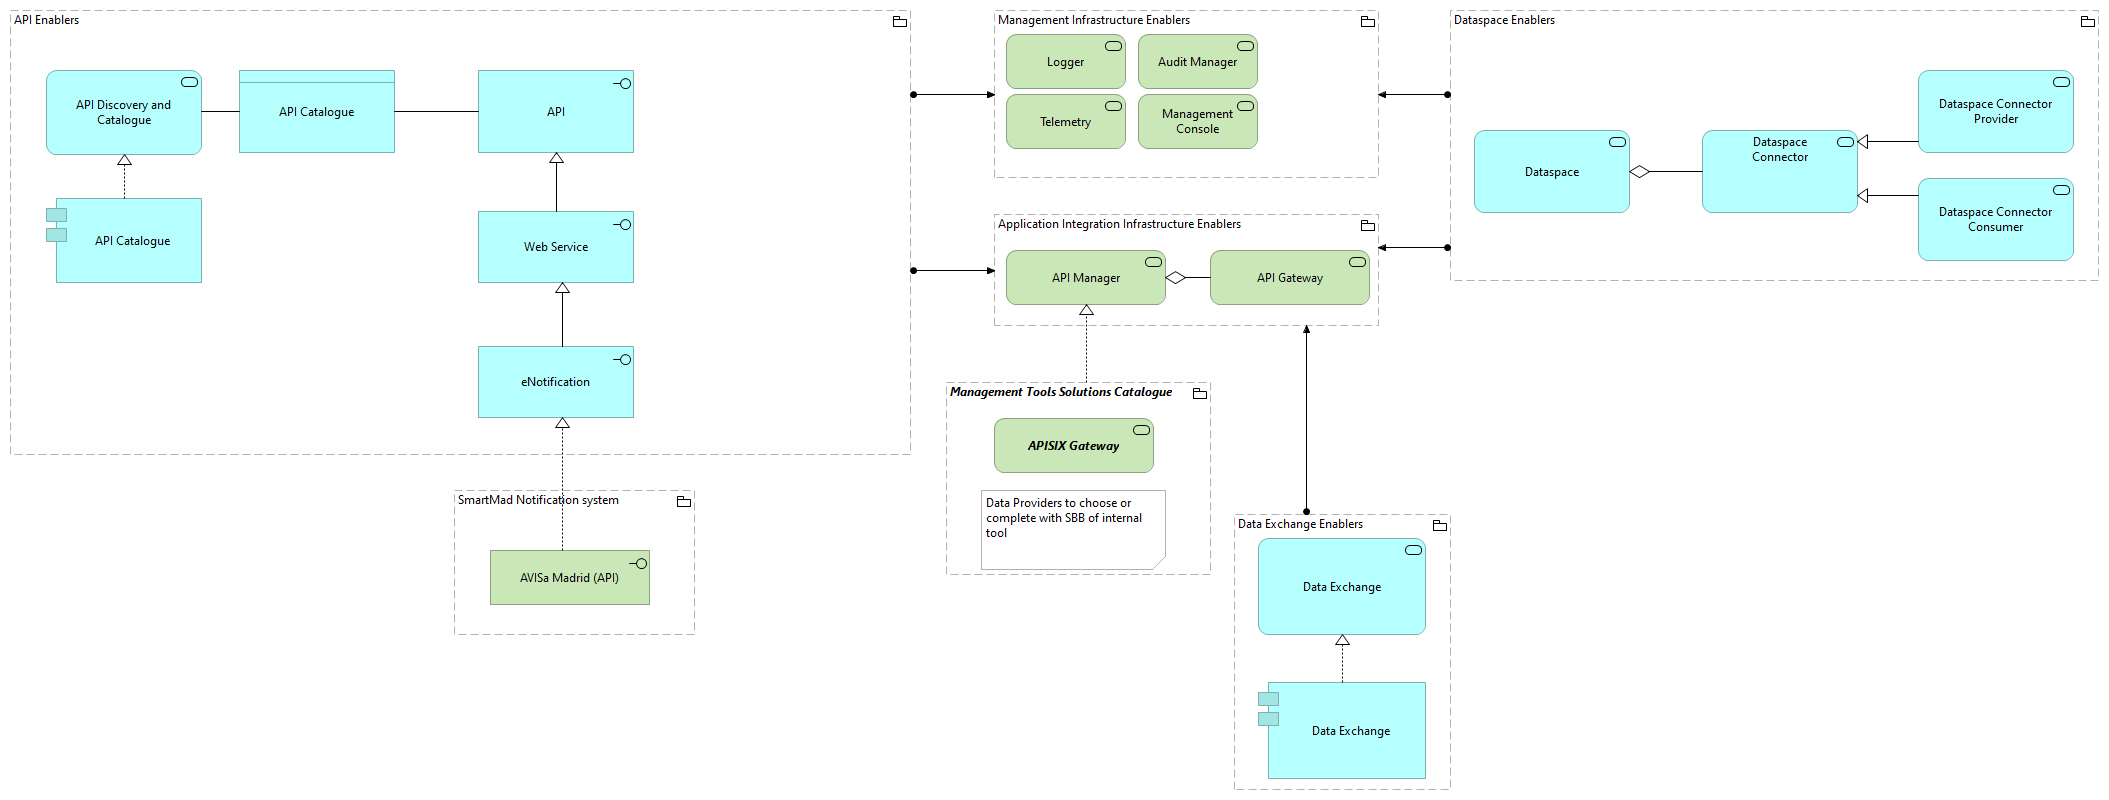 API Enablers
API Discovery and
Catalogue
API Catalogue
API
API Catalogue
Web Service
eNotification
SmartMad Notification system
AVISa Madrid (API)
Management Infrastructure Enablers
Logger
Audit Manager
Telemetry
Management
Console
Application Integration Infrastructure Enablers
API Manager
API Gateway
Management Tools Solutions Catalogue
APISIX Gateway
Data Providers to choose or
complete with SBB of internal
tool
Data Exchange Enablers
Data Exchange
Data Exchange
Dataspace Enablers
Dataspace
Dataspace
Connector
Dataspace Connector
Provider
Dataspace Connector
Consumer